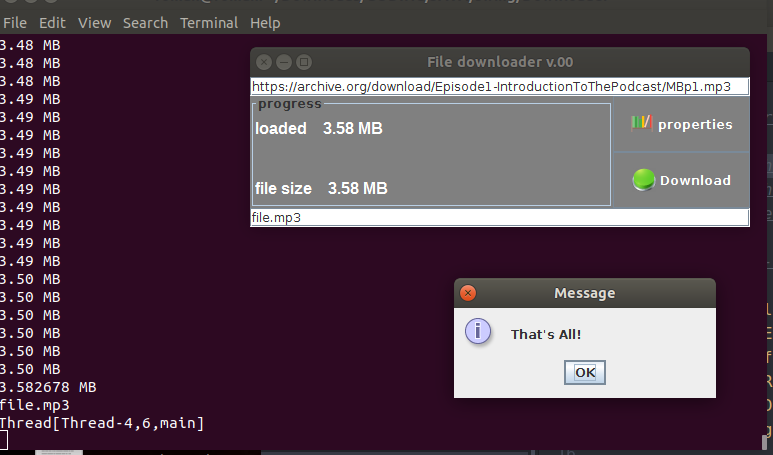 File Edit View Search Terminal Help
3.48 MB
3.48 MB
3.48 MB
3.49 MB
3.49 MB
3.49 MB
3.49 MB
3.49 MB
3.49 MB
3.49 MB
3.49 MB
3.49 MB
3.49 MB
3.50 MB
3.50 MB
3.50 MB
3.50 MB
3.50 MB
3.50 MB
3.582678 MB
file.mp3
Thread[Thread-4,6,main]
File downloader v.00
https://archive.org/download/Episode1-IntroductionToThePodcast/MBp1.mp3
progress
loaded 3.58 MB
file size 3.58 MB
properties
Download
file.mp3
Message
That's All!
OK